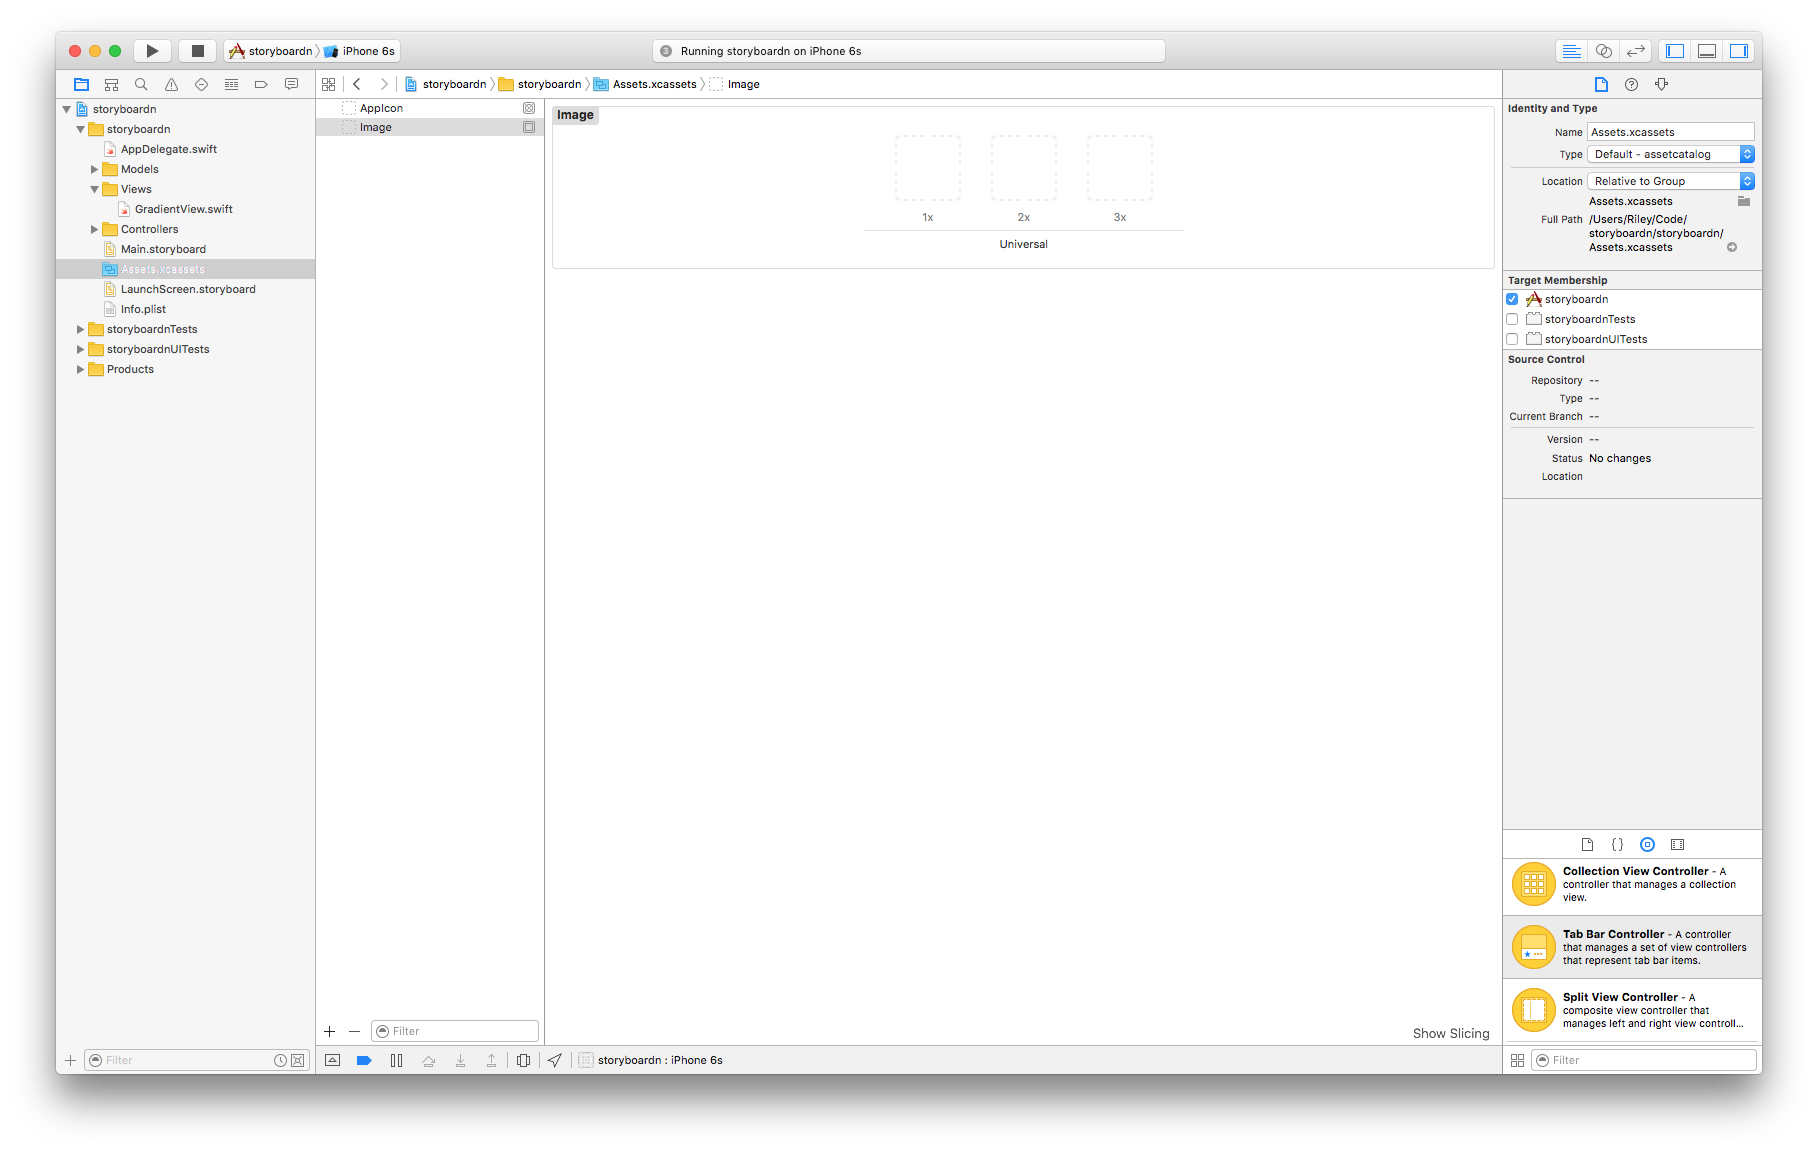 storyboardn iPhone 6s
3 Running storyboardn on iPhone 6s
storyboardn storyboardn Assets.xcassets Image
storyboardn
storyboardn
AppDelegate.swift
Models
Views
GradientView.swift
Controllers
Main.storyboard
Assets.xcassets
LaunchScreen.storyboard
Info.plist
storyboardnTests
storyboardnUITests
Products
Filter
AppIcon
Image
Filter
Image
1x 2x 3x
Universal
Show Slicing
storyboardn : iPhone 6s
Identity and Type
Name Assets.xcassets
Type Default - assetcatalog
Location Relative to Group
Assets.xcassets
Full Path /Users/Riley/Code/
storyboardn/storyboardn/
Assets.xcassets
Target Membership
storyboardn
storyboardnTests
storyboardnUITests
Source Control
Repository --
Type --
Current Branch --
Version --
Status No changes
Location
{ }
Collection View Controller - A
controller that manages a collection
view.
Tab Bar Controller - A controller
that manages a set of view controllers
that represent tab bar items.
Split View Controller - A
composite view controller that
manages left and right view controll...
Filter